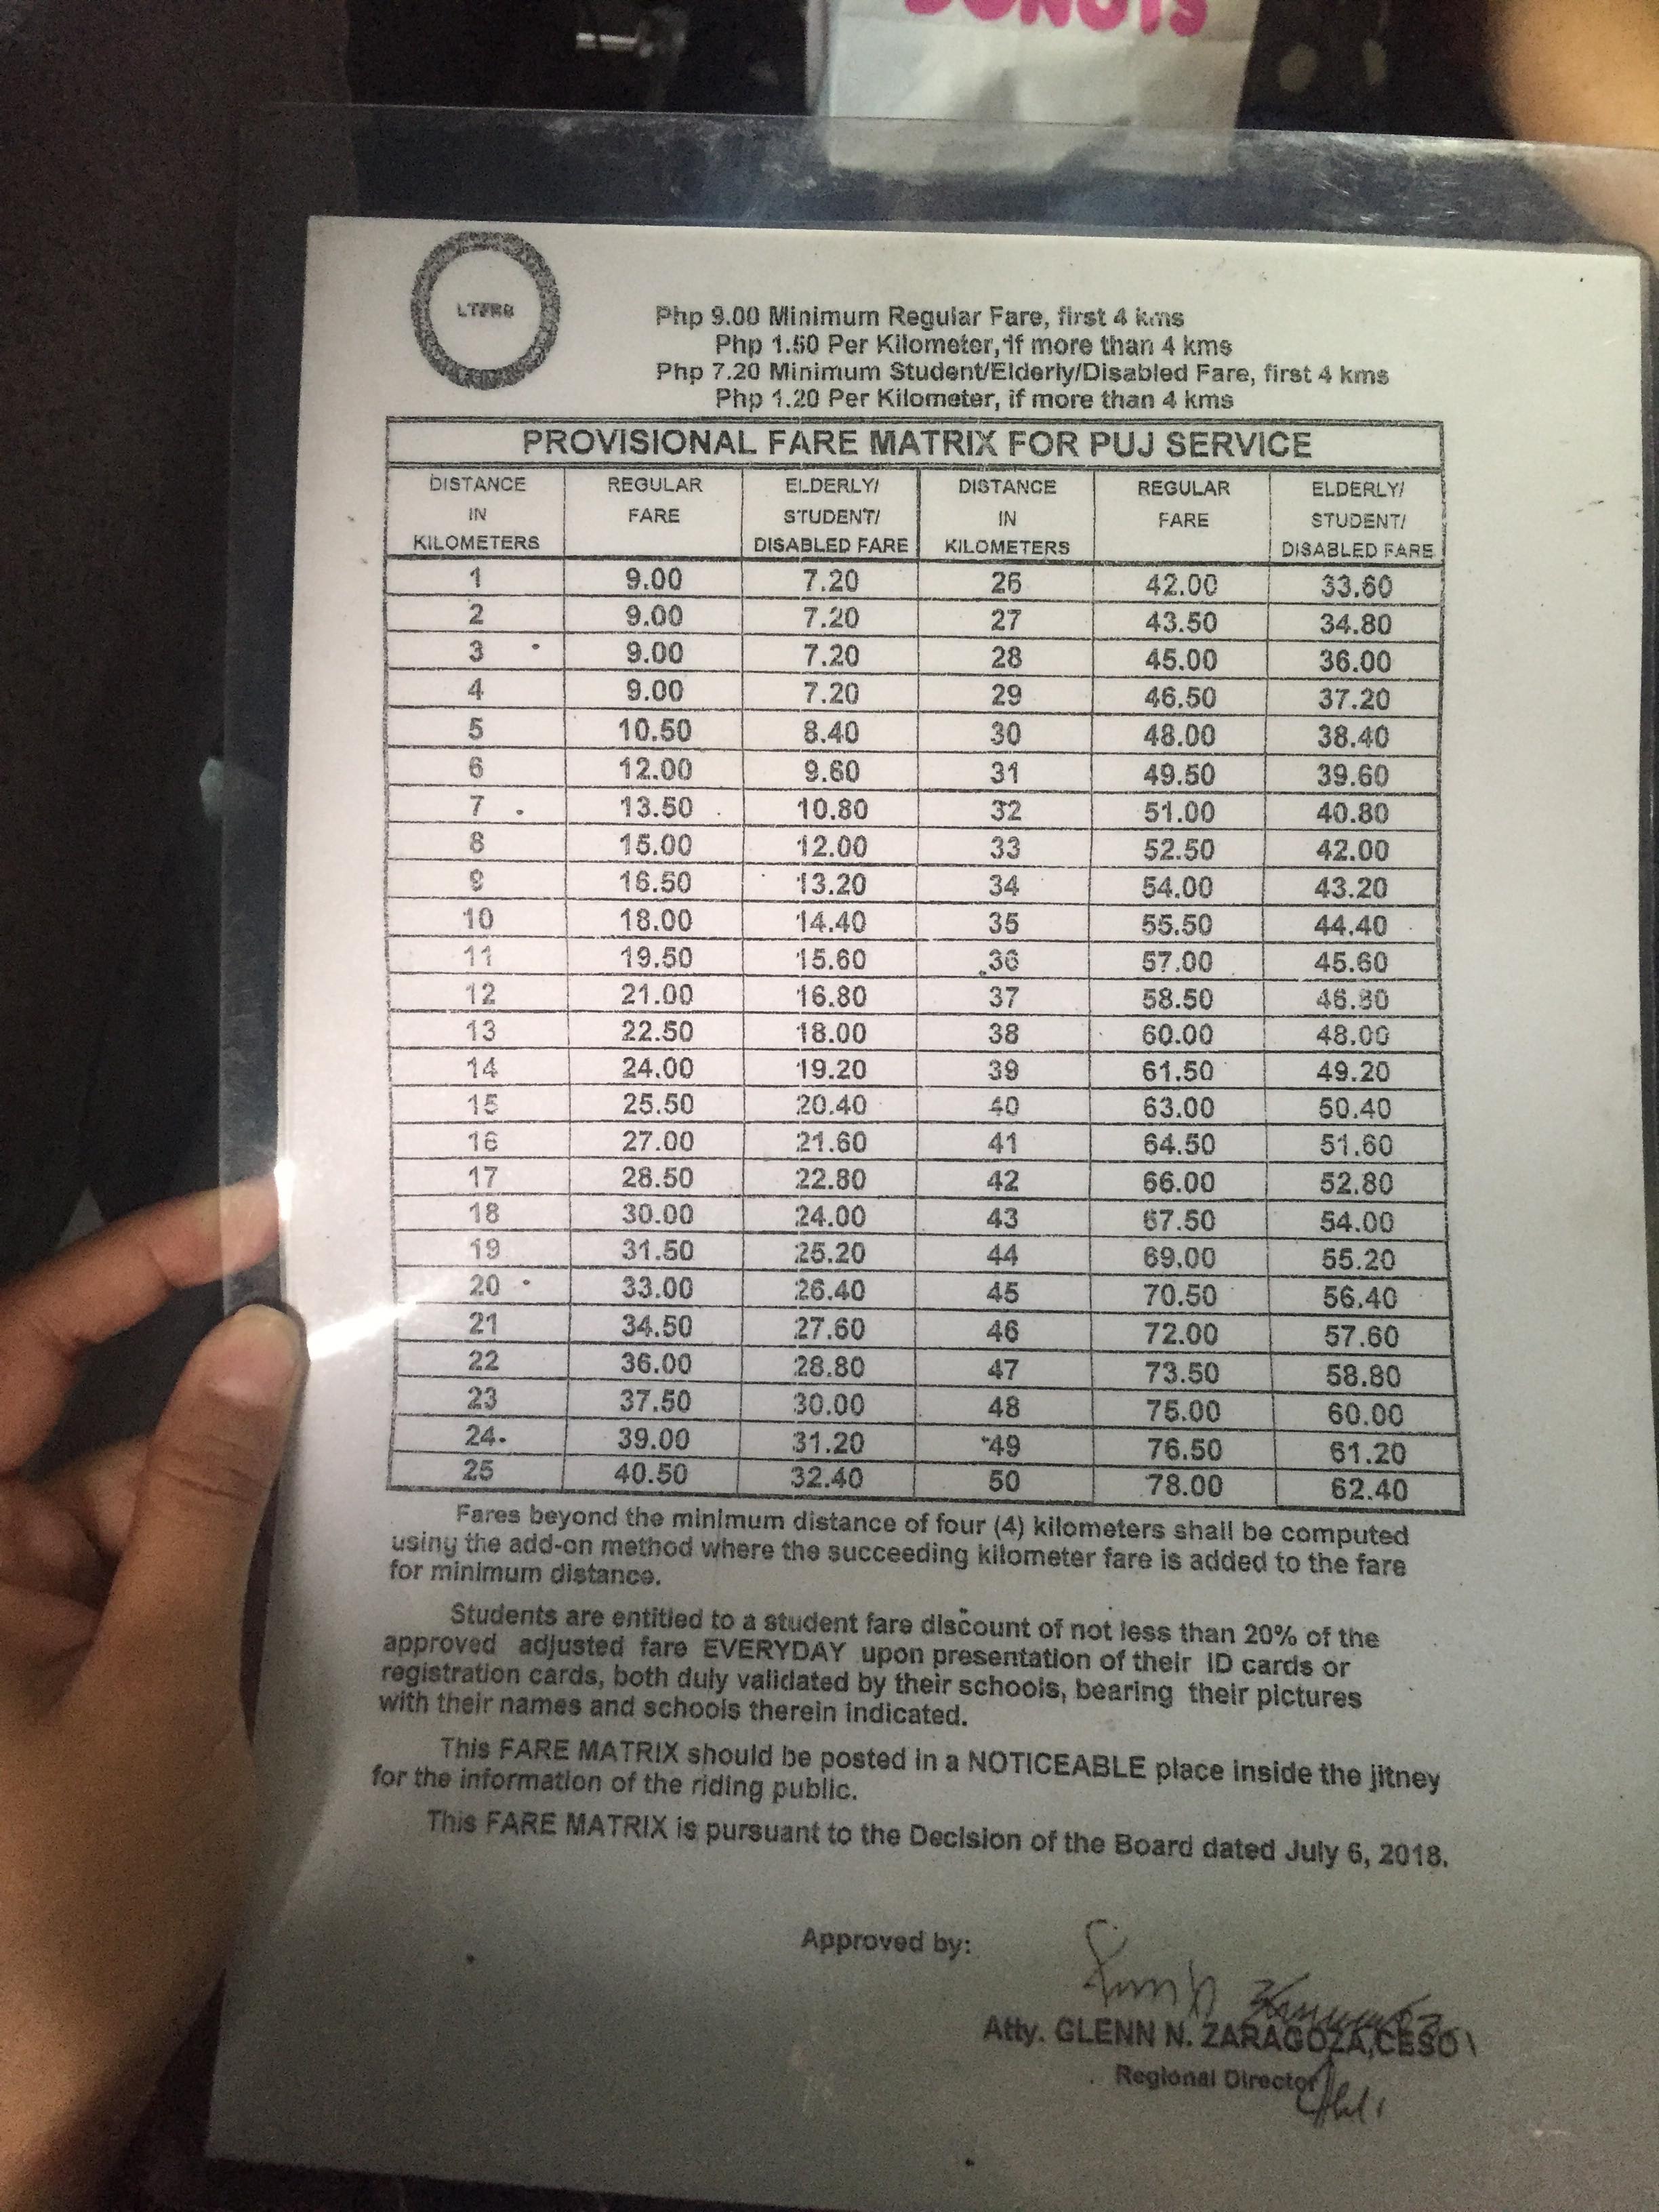 DONUTS
LTFRB
Php 9.00 Minimum Regular Fare, first 4 kms
Php 1.50 Per Kilometer, if more than 4 kms
Php 7.20 Minimum Student/Elderly/Disabled Fare, first 4 kms
Php 1.20 Per Kilometer, if more than 4 kms
PROVISIONAL FARE MATRIX FOR PUJ SERVICE
DISTANCE IN KILOMETERS REGULAR FARE ELDERLY/ STUDENT/ DISABLED FARE DISTANCE IN KILOMETERS REGULAR FARE ELDERLY/ STUDENT/ DISABLED FARE
1 9.00 7.20 26 42.00 33.60
2 9.00 7.20 27 43.50 34.80
3 9.00 7.20 28 45.00 36.00
4 9.00 7.20 29 46.50 37.20
5 10.50 8.40 30 48.00 38.40
6 12.00 9.60 31 49.50 39.60
7 13.50 10.80 32 51.00 40.80
8 15.00 12.00 33 52.50 42.00
9 16.50 13.20 34 54.00 43.20
10 18.00 14.40 35 55.50 44.40
11 19.50 15.60 36 57.00 45.60
12 21.00 16.80 37 58.50 46.80
13 22.50 18.00 38 60.00 48.00
14 24.00 19.20 39 61.50 49.20
15 25.50 20.40 40 63.00 50.40
16 27.00 21.60 41 64.50 51.60
17 28.50 22.80 42 66.00 52.80
18 30.00 24.00 43 67.50 54.00
19 31.50 25.20 44 69.00 55.20
20 33.00 26.40 45 70.50 56.40
21 34.50 27.60 46 72.00 57.60
22 36.00 28.80 47 73.50 58.80
23 37.50 30.00 48 75.00 60.00
24 39.00 31.20 49 76.50 61.20
25 40.50 32.40 50 78.00 62.40
Fares beyond the minimum distance of four (4) kilometers shall be computed
using the add-on method where the succeeding kilometer fare is added to the fare
for minimum distance.
Students are entitled to a student fare discount of not less than 20% of the
approved adjusted fare EVERYDAY upon presentation of their ID cards or
registration cards, both duly validated by their schools, bearing their pictures
with their names and schools therein indicated.
This FARE MATRIX should be posted in a NOTICEABLE place inside the jitney
for the information of the riding public.
This FARE MATRIX is pursuant to the Decision of the Board dated July 6, 2018.
Approved by:
Atty. GLENN N. ZARAGOZA,CESO
Regional Director